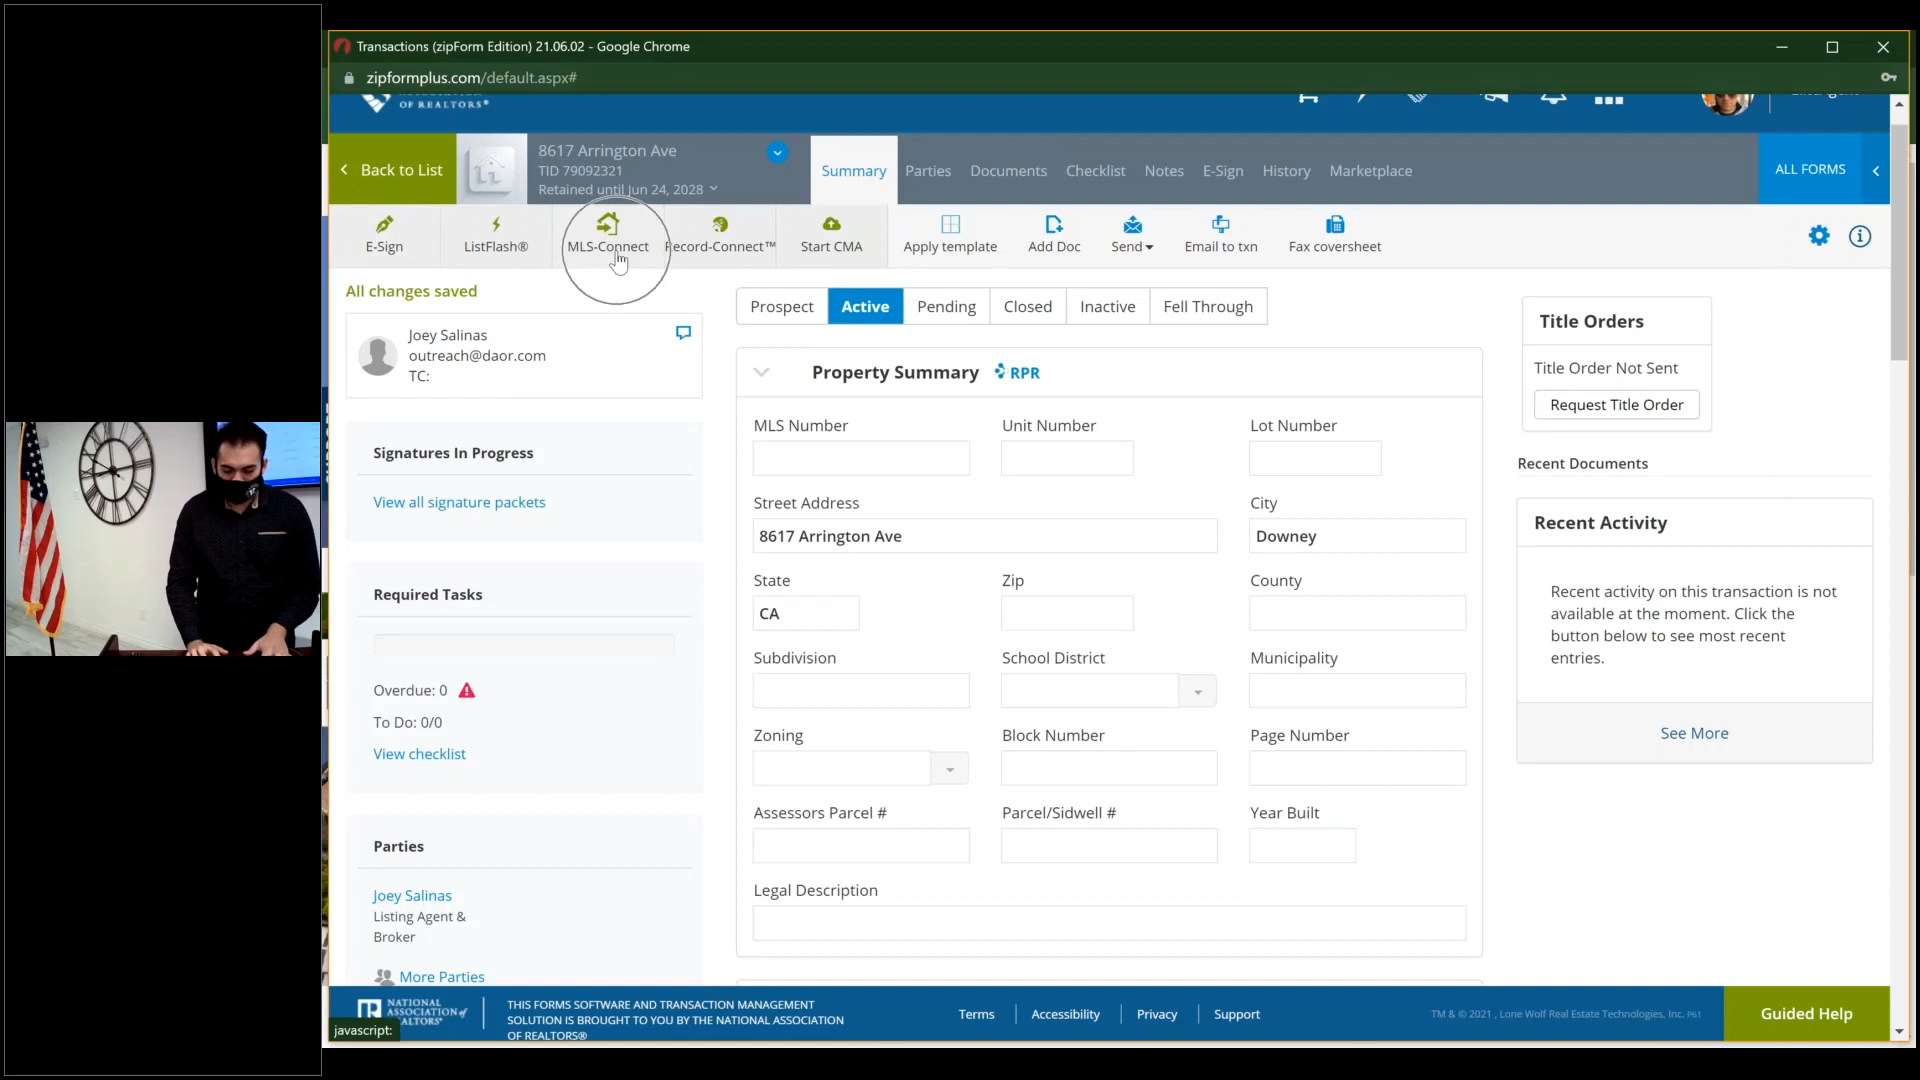 Transactions (zipForm Edition) 21.06.02 - Google Chrome
zipformplus.com/default.aspx#
OF REALTORS®
Back to List
8617 Arrington Ave
TID 79092321
Retained until Jun 24, 2028
Summary
Parties
Documents
Checklist
Notes
E-Sign
History
Marketplace
ALL FORMS
E-Sign
ListFlash®
MLS-Connect
Record-Connect™
Start CMA
Apply template
Add Doc
Send
Email to txn
Fax coversheet
All changes saved
Joey Salinas
outreach@daor.com
TC:
Signatures In Progress
View all signature packets
Required Tasks
Overdue: 0
To Do: 0/0
View checklist
Parties
Joey Salinas
Listing Agent &
Broker
More Parties
Prospect
Active
Pending
Closed
Inactive
Fell Through
Property Summary
RPR
MLS Number
Unit Number
Lot Number
Street Address
City
8617 Arrington Ave
Downey
State
Zip
County
CA
Subdivision
School District
Municipality
Zoning
Block Number
Page Number
Assessors Parcel #
Parcel/Sidwell #
Year Built
Legal Description
Title Orders
Title Order Not Sent
Request Title Order
Recent Documents
Recent Activity
Recent activity on this transaction is not
available at the moment. Click the
button below to see most recent
entries.
See More
NATIONAL
ASSOCIATION of
REALTORS®
THIS FORMS SOFTWARE AND TRANSACTION MANAGEMENT
SOLUTION IS BROUGHT TO YOU BY THE NATIONAL ASSOCIATION
OF REALTORS®
Terms
Accessibility
Privacy
Support
TM & © 2021, Lone Wolf Real Estate Technologies, Inc. P61
Guided Help
javascript: